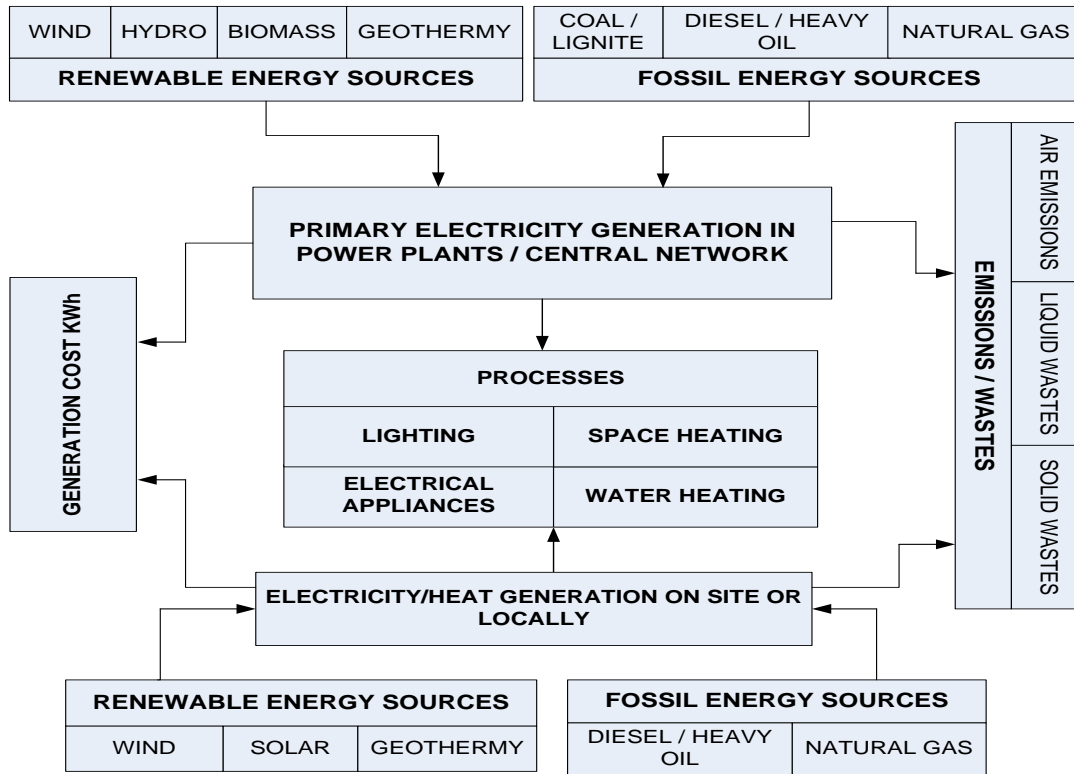 WIND
HYDRO
BIOMASS
GEOTHERMY
RENEWABLE ENERGY SOURCES
COAL /
LIGNITE
DIESEL / HEAVY
OIL
NATURAL GAS
FOSSIL ENERGY SOURCES
PRIMARY ELECTRICITY GENERATION IN
POWER PLANTS / CENTRAL NETWORK
GENERATION COST KWh
EMISSIONS / WASTES
AIR EMISSIONS
LIQUID WASTES
SOLID WASTES
PROCESSES
LIGHTING
SPACE HEATING
ELECTRICAL
APPLIANCES
WATER HEATING
ELECTRICITY/HEAT GENERATION ON SITE OR
LOCALLY
RENEWABLE ENERGY SOURCES
WIND
SOLAR
GEOTHERMY
FOSSIL ENERGY SOURCES
DIESEL / HEAVY
OIL
NATURAL GAS